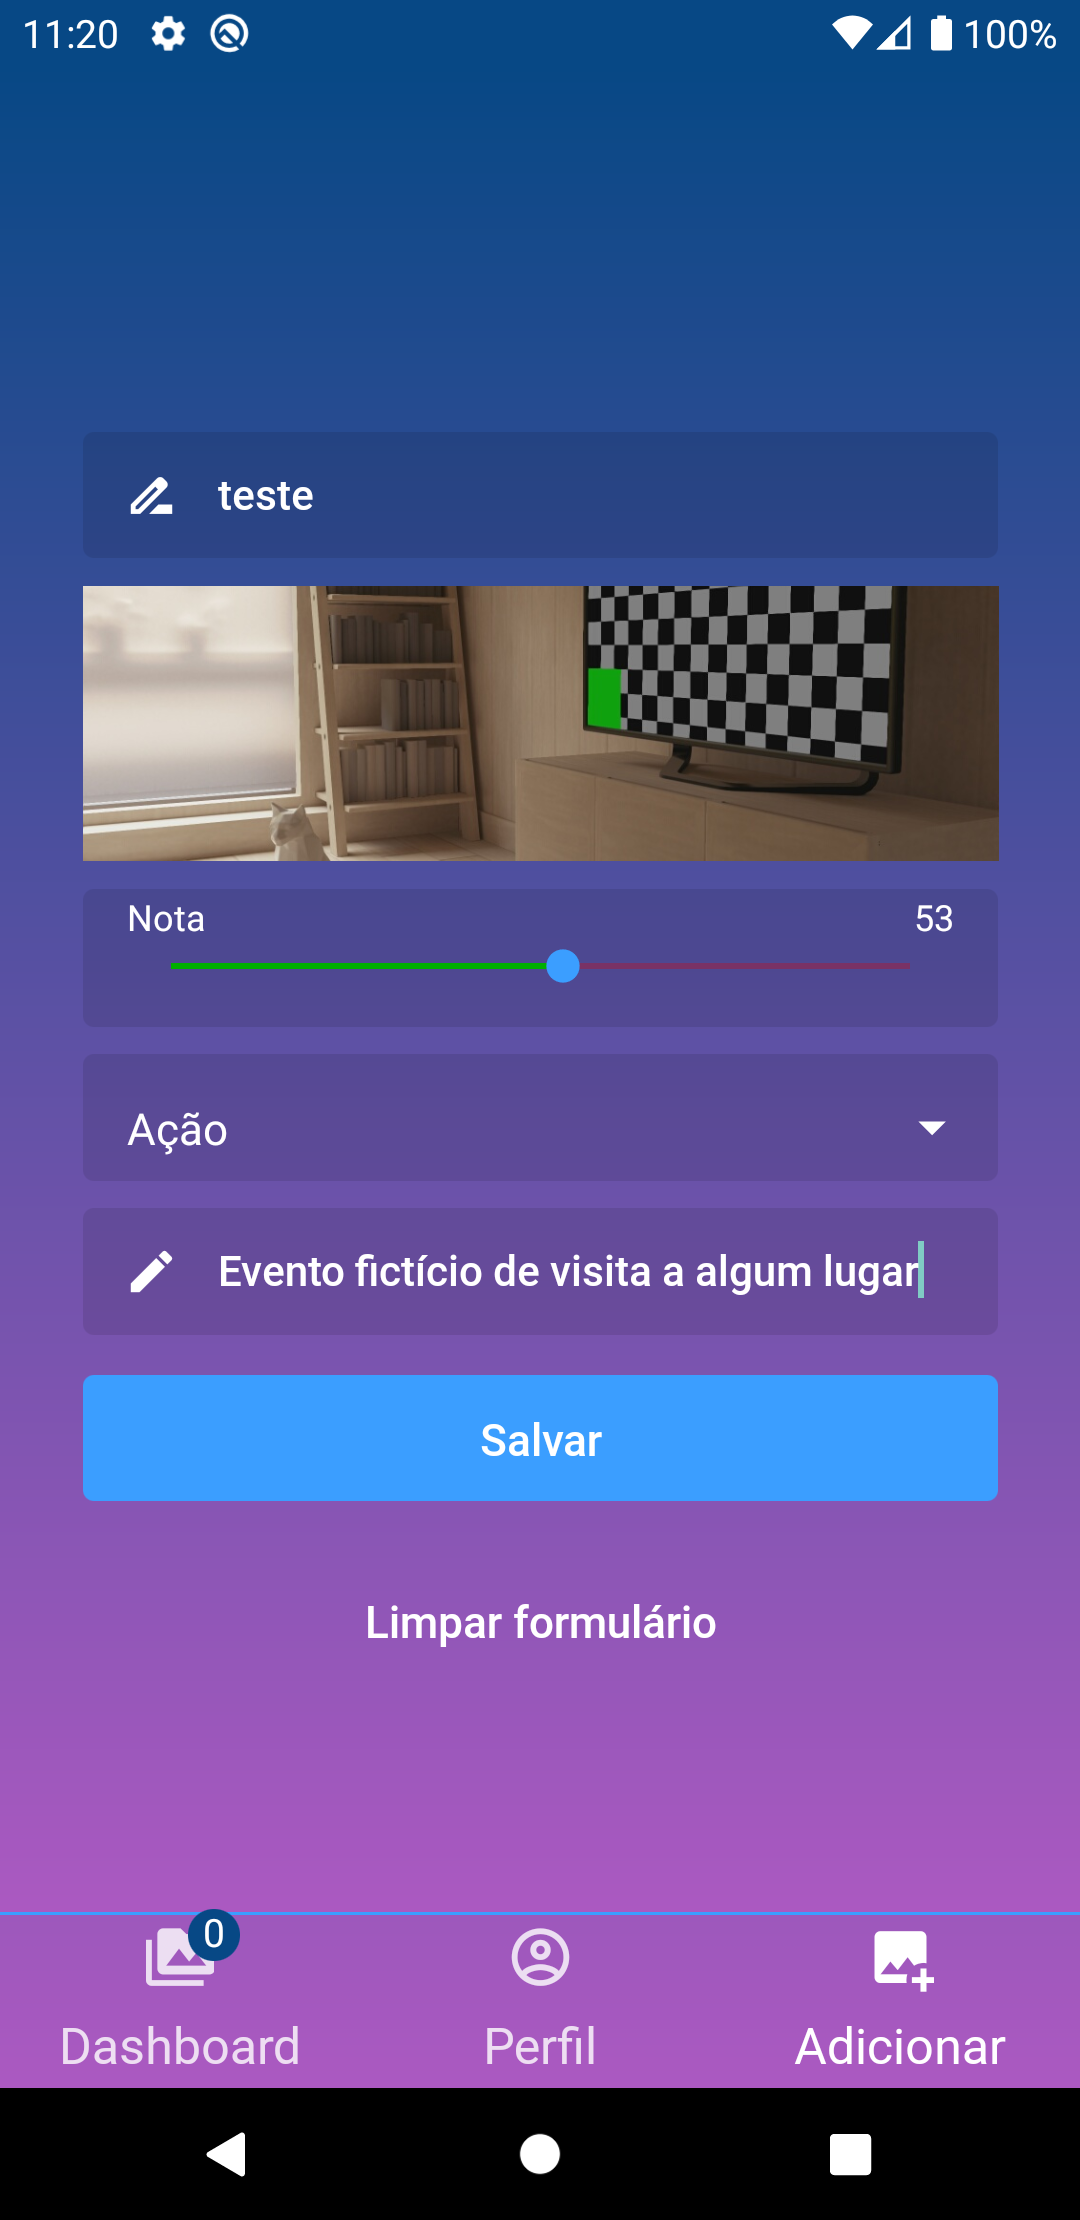 11:20 100%
teste
Nota 53
Ação
Evento fictício de visita a algum lugar
Salvar
Limpar formulário
0
Dashboard Perfil Adicionar